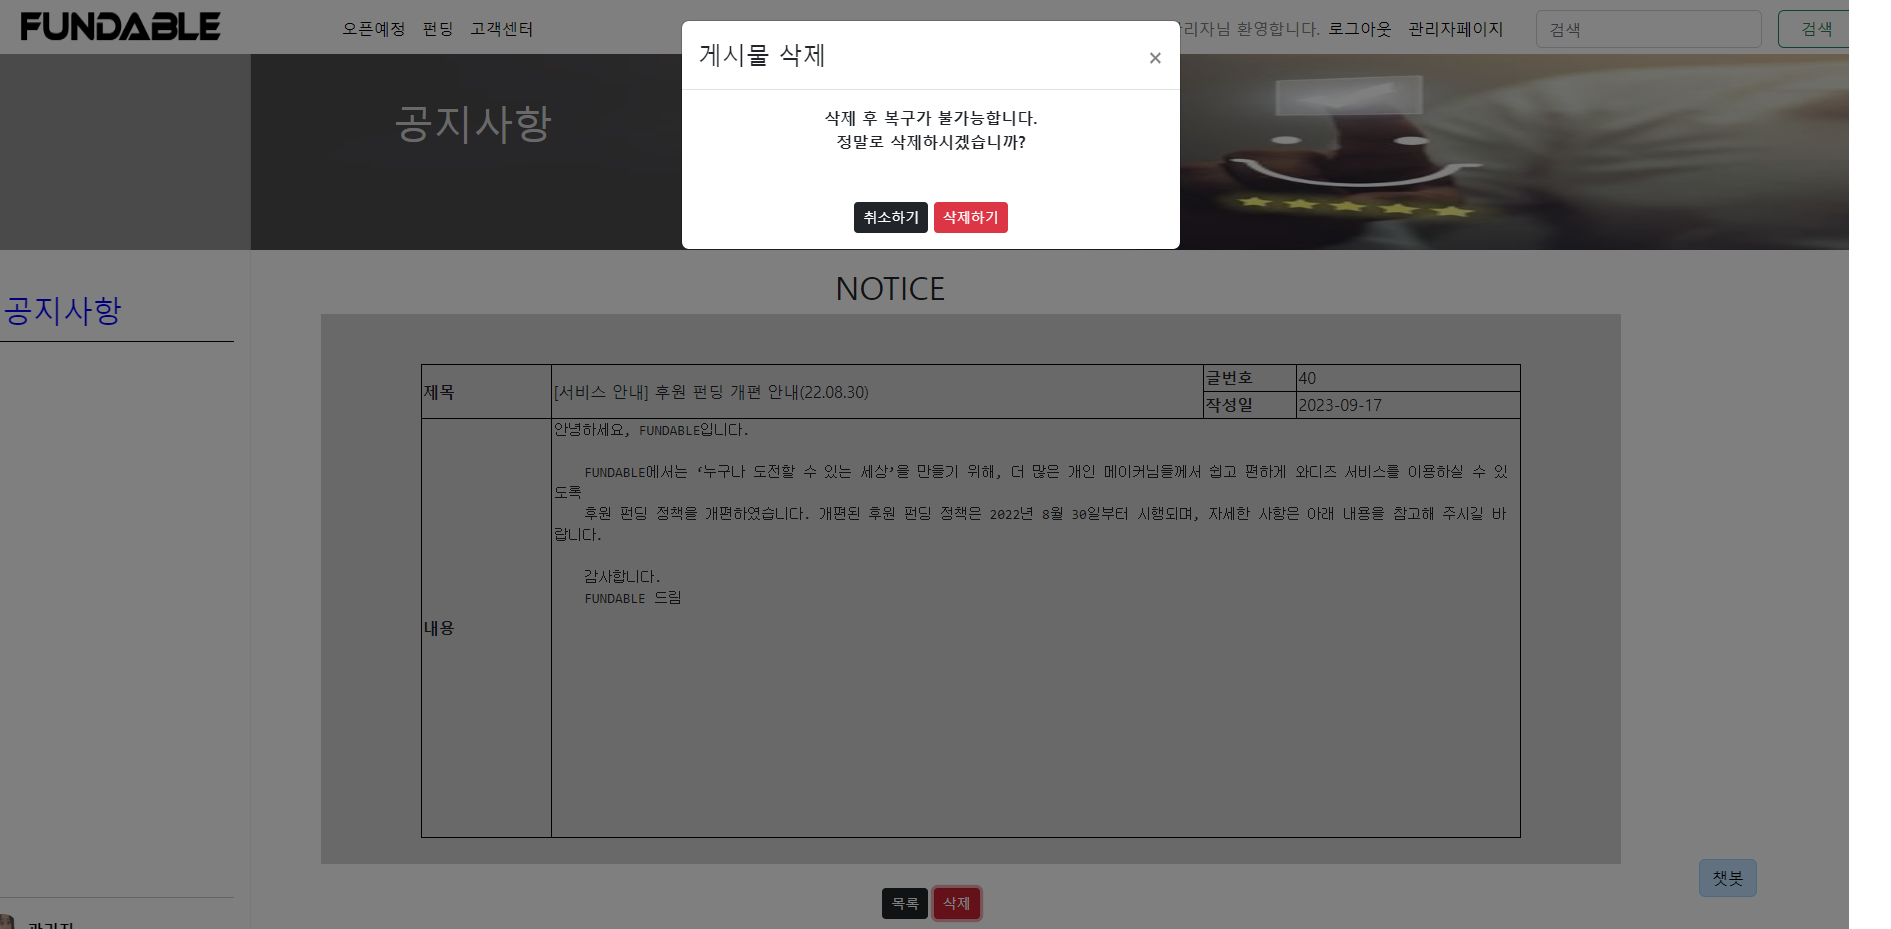 FUNDABLE
오픈예정 펀딩 고객센터
리자님 환영합니다. 로그아웃 관리자페이지
검색
검색
게시물 삭제
×
삭제 후 복구가 불가능합니다.
정말로 삭제하시겠습니까?
취소하기 삭제하기
공지사항
공지사항
NOTICE
제목
[서비스 안내] 후원 펀딩 개편 안내(22.08.30)
글번호 40
작성일 2023-09-17
내용
안녕하세요, FUNDABLE입니다.
FUNDABLE에서는 ‘누구나 도전할 수 있는 세상’을 만들기 위해, 더 많은 개인 메이커님들께서 쉽고 편하게 와디즈 서비스를 이용하실 수 있
도록
후원 펀딩 정책을 개편하였습니다. 개편된 후원 펀딩 정책은 2022년 8월 30일부터 시행되며, 자세한 사항은 아래 내용을 참고해 주시길 바
랍니다.
감사합니다.
FUNDABLE 드림
목록 삭제
챗봇